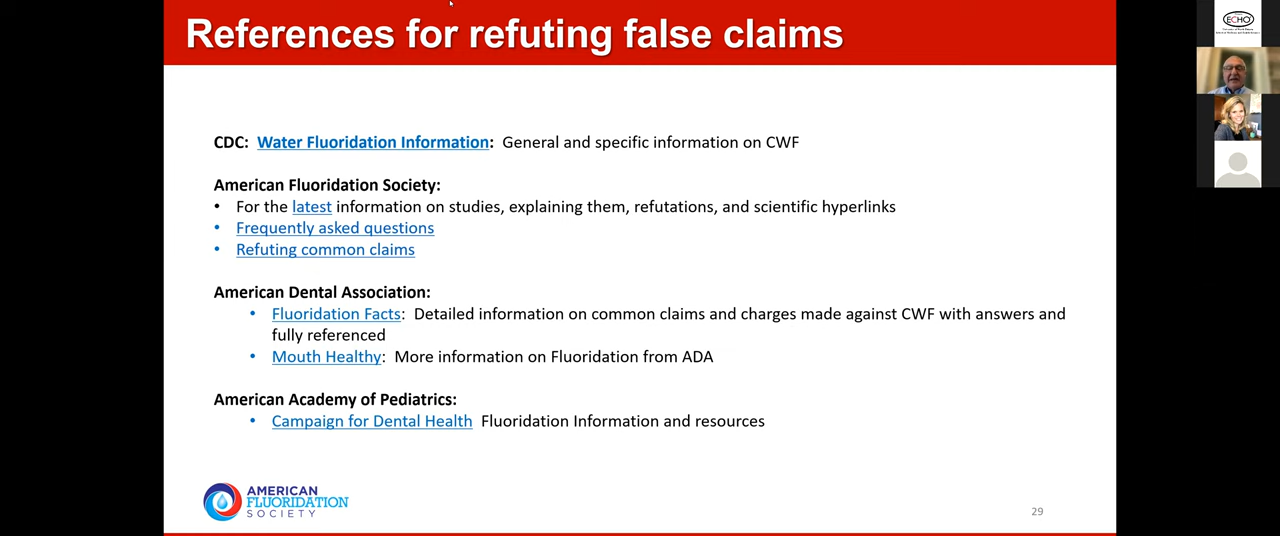 References for refuting false claims
CDC: Water Fluoridation Information: General and specific information on CWF
American Fluoridation Society:
• For the latest information on studies, explaining them, refutations, and scientific hyperlinks
• Frequently asked questions
• Refuting common claims
American Dental Association:
• Fluoridation Facts: Detailed information on common claims and charges made against CWF with answers and
fully referenced
• Mouth Healthy: More information on Fluoridation from ADA
American Academy of Pediatrics:
• Campaign for Dental Health Fluoridation Information and resources
AMERICAN
FLUORIDATION
SOCIETY
29
ECHO